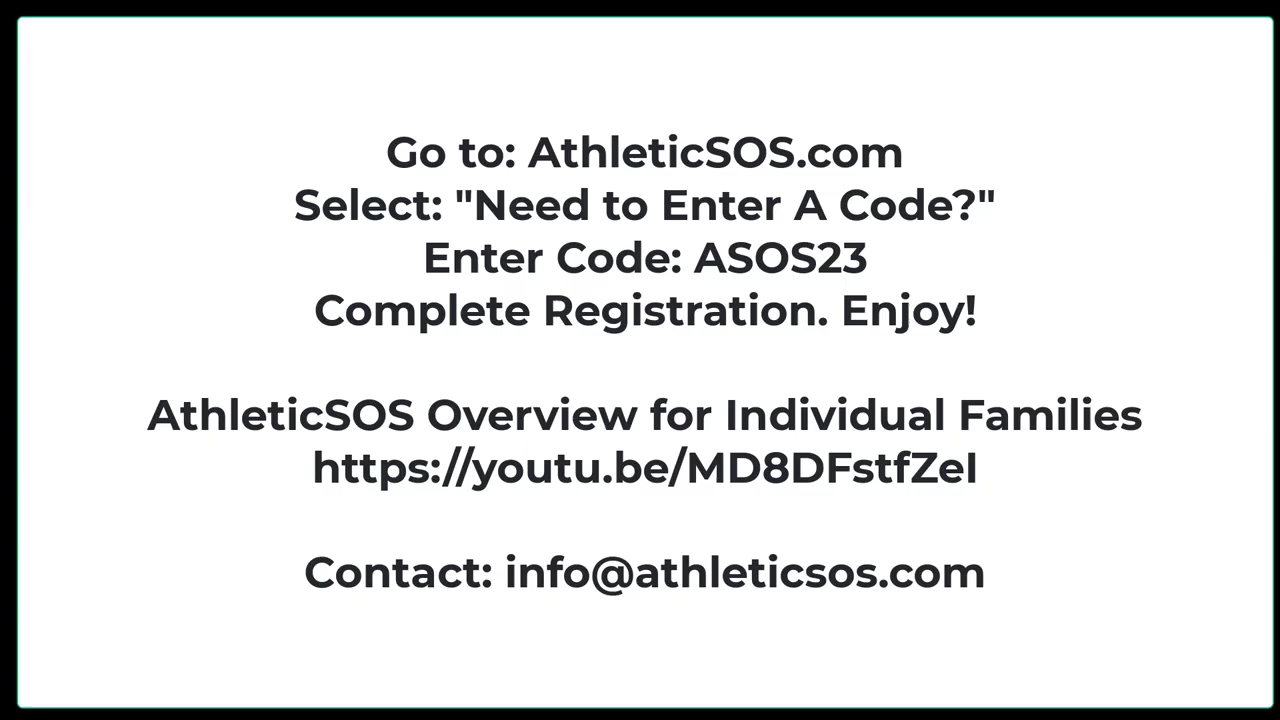 Go to: AthleticSOS.com
Select: "Need to Enter A Code?"
Enter Code: ASOS23
Complete Registration. Enjoy!
AthleticSOS Overview for Individual Families
https://youtu.be/MD8DFstfZeI
Contact: info@athleticsos.com